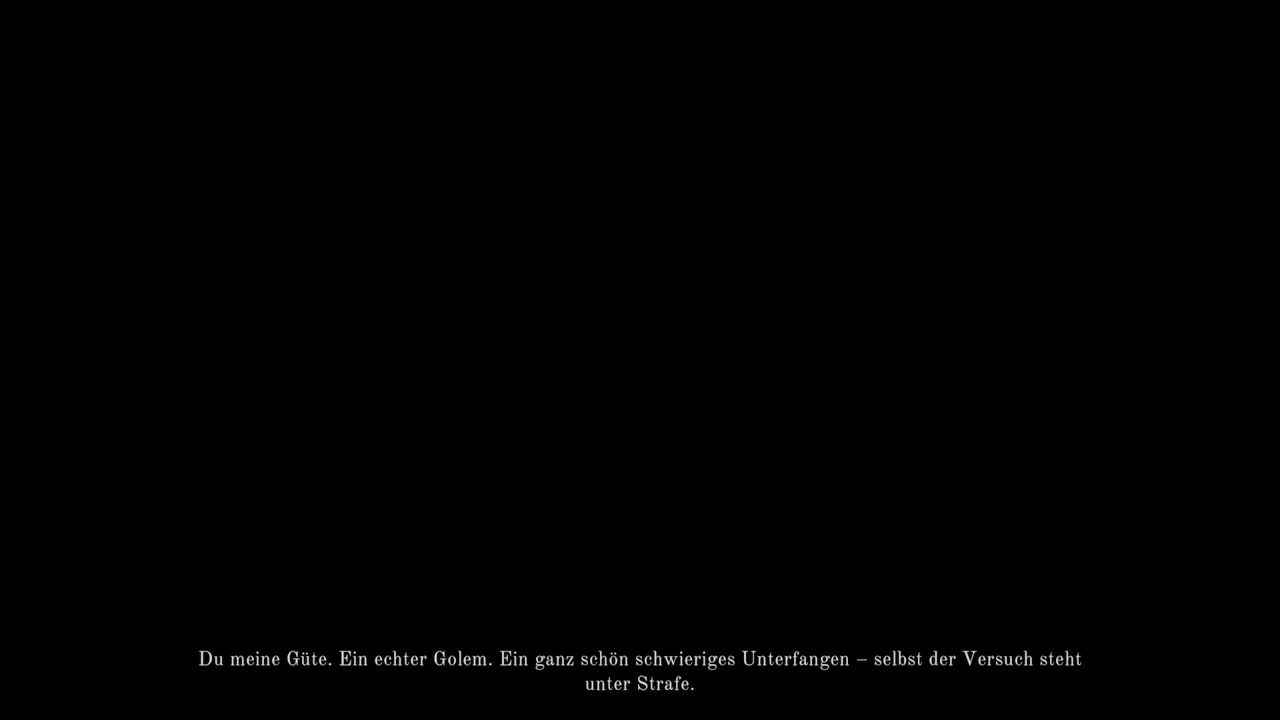 Du meine Güte. Ein echter Golem. Ein ganz schön schwieriges Unterfangen – selbst der Versuch steht
unter Strafe.